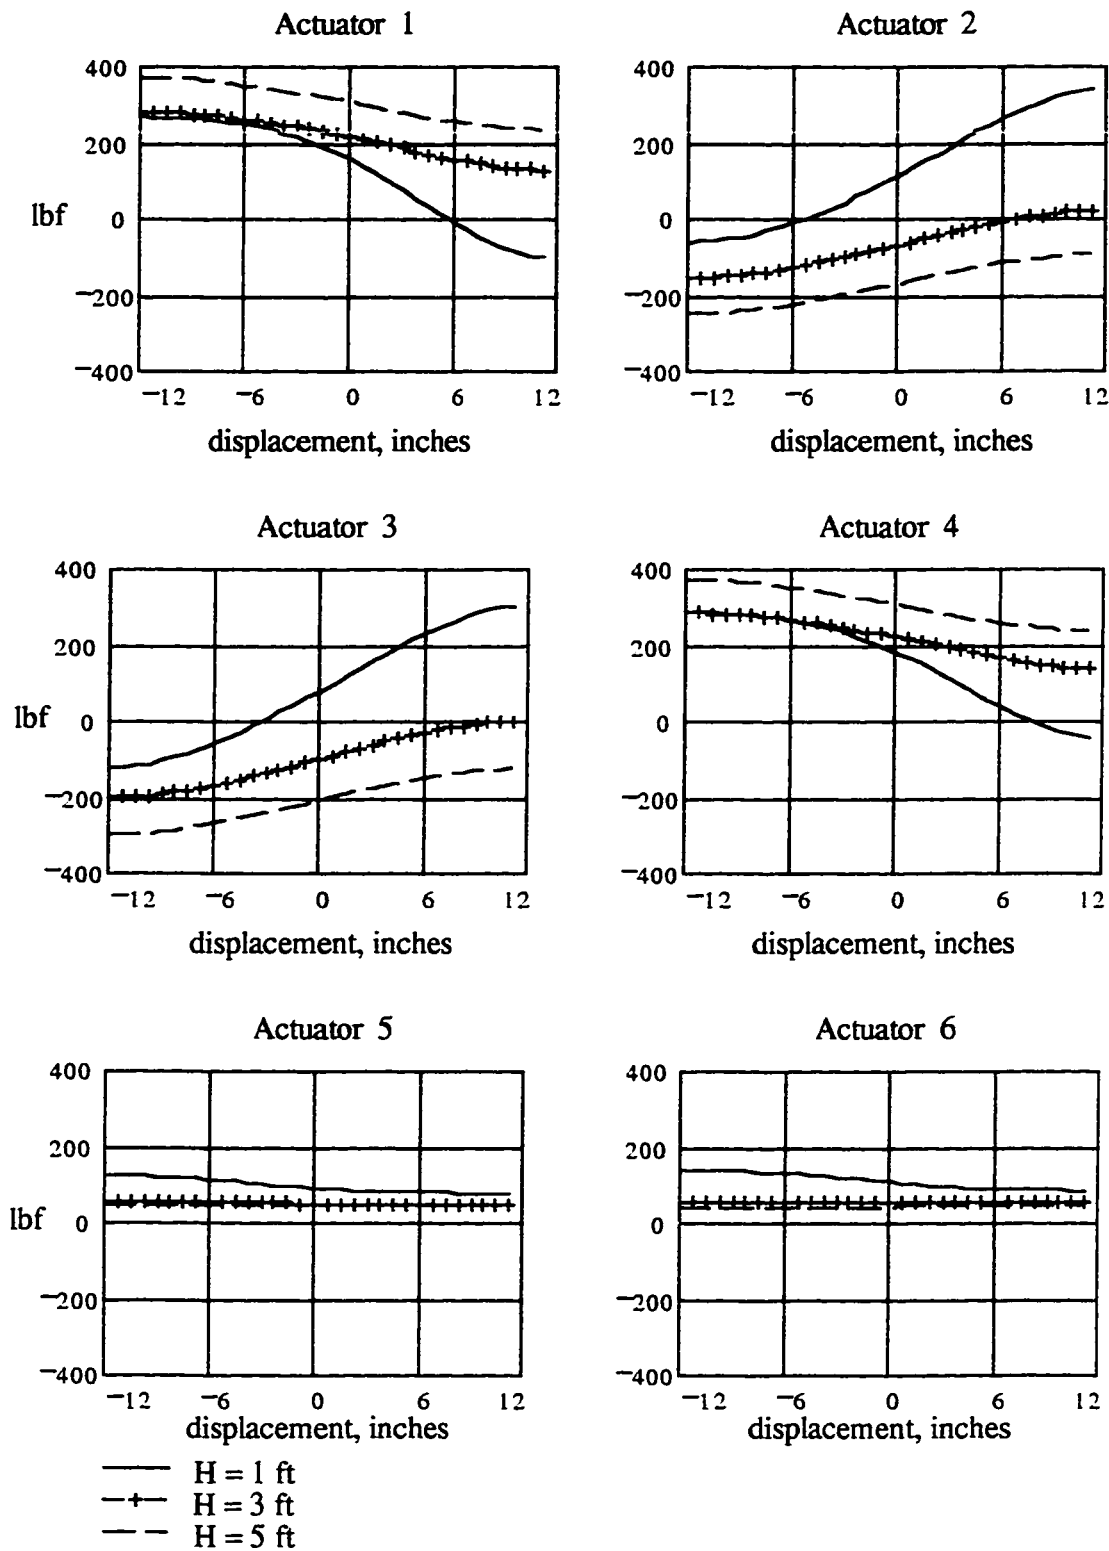 Actuator 1
400
200
lbf
0
−200
−400
−12 −6 0 6 12
displacement, inches
Actuator 2
400
200
0
−200
−400
−12 −6 0 6 12
displacement, inches
Actuator 3
400
200
lbf
0
−200
−400
−12 −6 0 6 12
displacement, inches
Actuator 4
400
200
0
−200
−400
−12 −6 0 6 12
displacement, inches
Actuator 5
400
200
lbf
0
−200
−400
−12 −6 0 6 12
displacement, inches
Actuator 6
400
200
0
−200
−400
−12 −6 0 6 12
displacement, inches
H = 1 ft
H = 3 ft
H = 5 ft